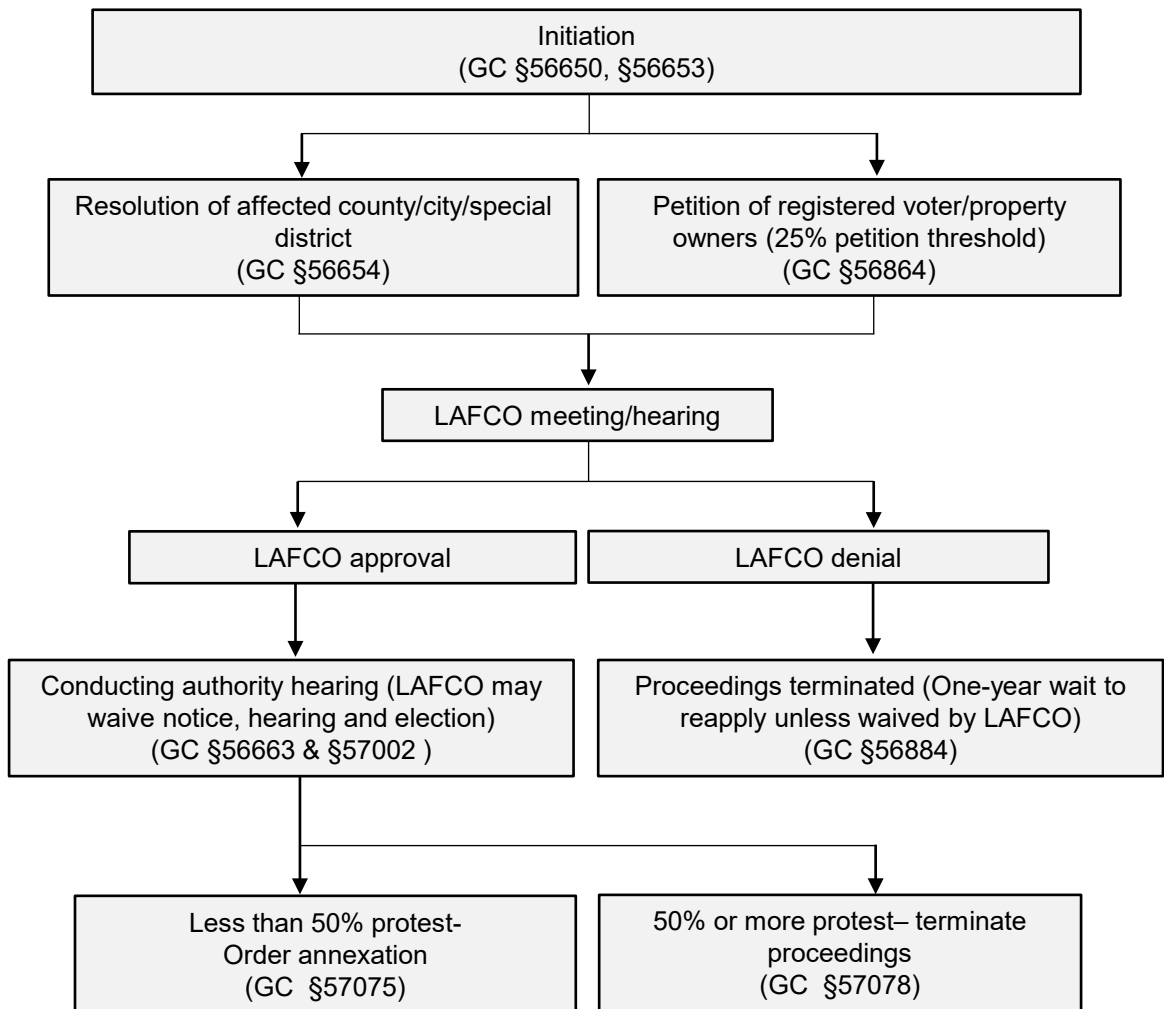 Initiation
(GC §56650, §56653)
Resolution of affected county/city/special
district
(GC §56654)
Petition of registered voter/property
owners (25% petition threshold)
(GC §56864)
LAFCO meeting/hearing
LAFCO approval
LAFCO denial
Conducting authority hearing (LAFCO may
waive notice, hearing and election)
(GC §56663 & §57002 )
Proceedings terminated (One-year wait to
reapply unless waived by LAFCO)
(GC §56884)
Less than 50% protest-
Order annexation
(GC  §57075)
50% or more protest– terminate
proceedings
(GC  §57078)